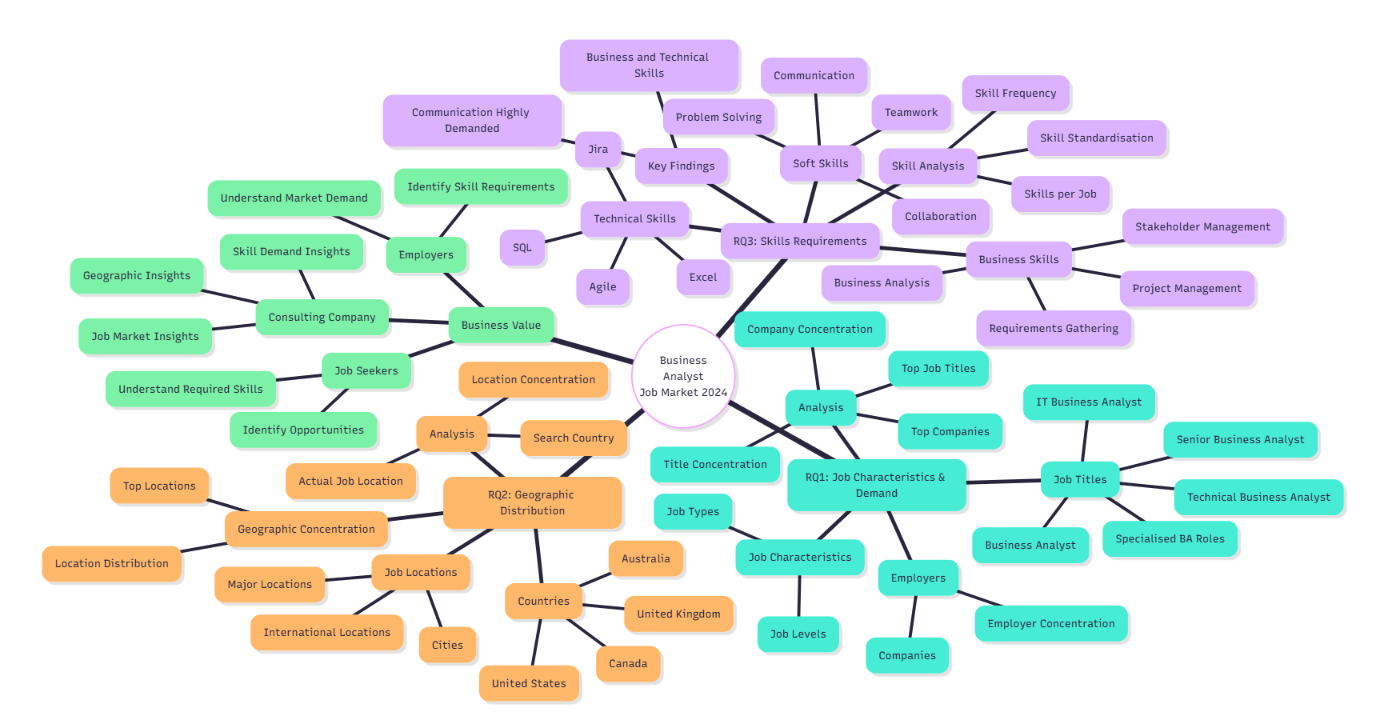 Business
Analyst
Job Market 2024
RQ3: Skills Requirements
Key Findings
Business and Technical
Skills
Communication Highly
Demanded
Technical Skills
Jira
SQL
Agile
Excel
Soft Skills
Problem Solving
Communication
Teamwork
Collaboration
Skill Analysis
Skill Frequency
Skill Standardisation
Skills per Job
Business Skills
Stakeholder Management
Project Management
Requirements Gathering
Business Analysis
Business Value
Employers
Understand Market Demand
Identify Skill Requirements
Consulting Company
Skill Demand Insights
Geographic Insights
Job Market Insights
Job Seekers
Understand Required Skills
Identify Opportunities
RQ2: Geographic
Distribution
Analysis
Location Concentration
Search Country
Actual Job Location
Geographic Concentration
Top Locations
Location Distribution
Job Locations
Major Locations
International Locations
Cities
Countries
Australia
United Kingdom
Canada
United States
RQ1: Job Characteristics &
Demand
Analysis
Company Concentration
Top Job Titles
Top Companies
Title Concentration
Job Titles
IT Business Analyst
Senior Business Analyst
Technical Business Analyst
Specialised BA Roles
Business Analyst
Job Characteristics
Job Types
Job Levels
Employers
Employer Concentration
Companies